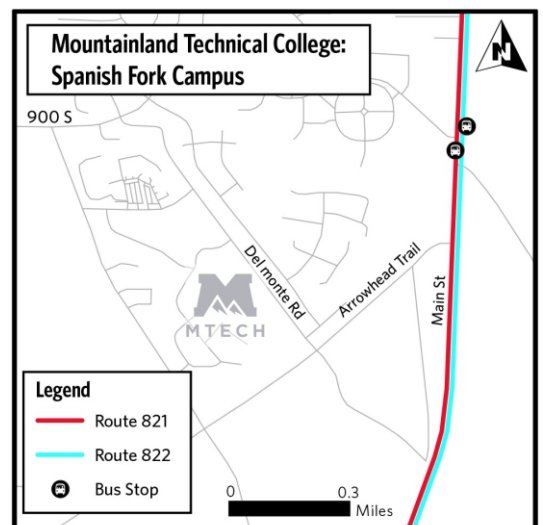 Mountainland Technical College:
Spanish Fork Campus
N
900 S
Del monte Rd
Arrowhead Trail
Main St
M
MTECH
Legend
Route 821
Route 822
Bus Stop
0 0.3
Miles